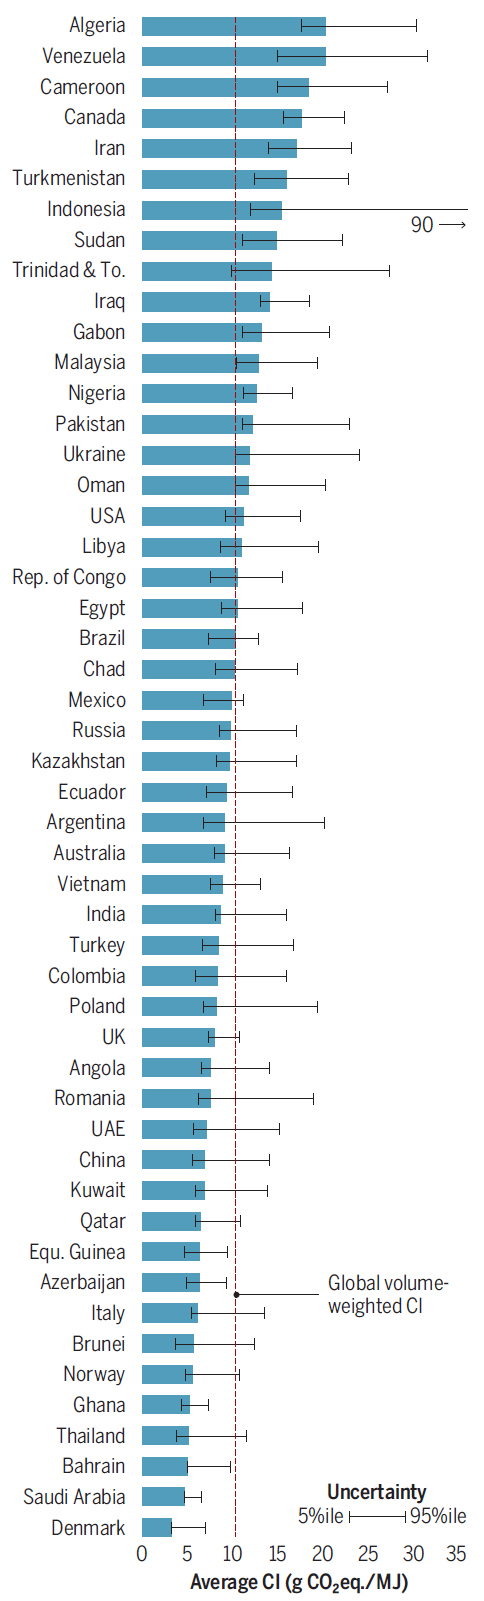 Algeria
Venezuela
Cameroon
Canada
Iran
Turkmenistan
Indonesia
90
Sudan
Trinidad & To.
Iraq
Gabon
Malaysia
Nigeria
Pakistan
Ukraine
Oman
USA
Libya
Rep. of Congo
Egypt
Brazil
Chad
Mexico
Russia
Kazakhstan
Ecuador
Argentina
Australia
Vietnam
India
Turkey
Colombia
Poland
UK
Angola
Romania
UAE
China
Kuwait
Qatar
Equ. Guinea
Azerbaijan
Global volume-
weighted CI
Italy
Brunei
Norway
Ghana
Thailand
Bahrain
Saudi Arabia
Denmark
Uncertainty
5%ile 95%ile
0 5 10 15 20 25 30 35
Average CI (g CO₂eq./MJ)